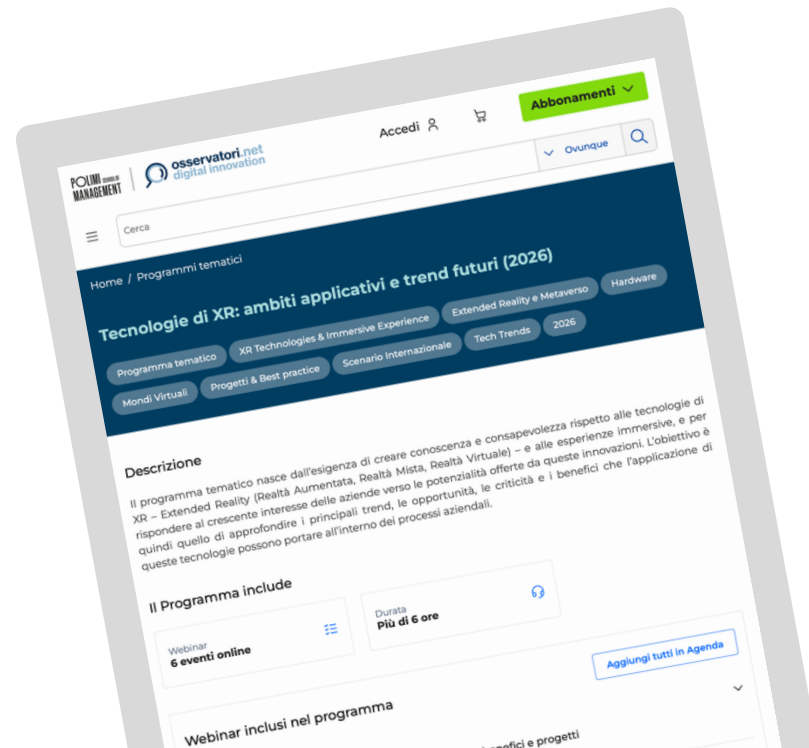 Accedi
Abbonamenti
POLIMI SCHOOL OF
MANAGEMENT
osservatori.net
digital innovation
Cerca
Ovunque
Home / Programmi tematici
Tecnologie di XR: ambiti applicativi e trend futuri (2026)
Programma tematico
XR Technologies & Immersive Experience
Extended Reality e Metaverso
Hardware
Mondi Virtuali
Progetti & Best practice
Scenario Internazionale
Tech Trends
2026
Descrizione
Il programma tematico nasce dall'esigenza di creare conoscenza e consapevolezza rispetto alle tecnologie di
XR – Extended Reality (Realtà Aumentata, Realtà Mista, Realtà Virtuale) – e alle esperienze immersive, e per
rispondere al crescente interesse delle aziende verso le potenzialità offerte da queste innovazioni. L'obiettivo è
quindi quello di approfondire i principali trend, le opportunità, le criticità e i benefici che l'applicazione di
queste tecnologie possono portare all'interno dei processi aziendali.
Il Programma include
Webinar
6 eventi online
Durata
Più di 6 ore
Aggiungi tutti in Agenda
Webinar inclusi nel programma
e progetti